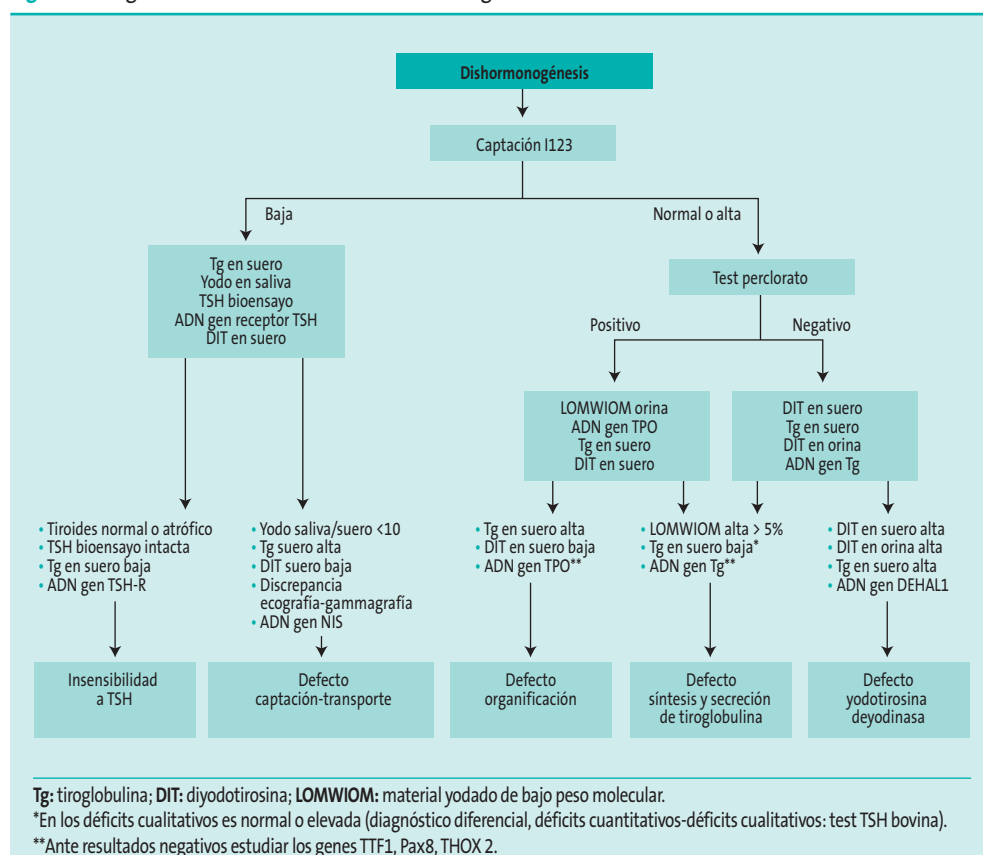 Dishormonogénesis
Captación I123
Baja
Normal o alta
Tg en suero
Yodo en saliva
TSH bioensayo
ADN gen receptor TSH
DIT en suero
Test perclorato
Positivo
Negativo
LOMWIOM orina
ADN gen TPO
Tg en suero
DIT en suero
DIT en suero
Tg en suero
DIT en orina
ADN gen Tg
• Tiroides normal o atrófico
• TSH bioensayo intacta
• Tg en suero baja
• ADN gen TSH-R
• Yodo saliva/suero <10
• Tg suero alta
• DIT suero baja
• Discrepancia
ecografía-gammagrafía
• ADN gen NIS
• Tg en suero alta
• DIT en suero baja
• ADN gen TPO**
• LOMWIOM alta > 5%
• Tg en suero baja*
• ADN gen Tg**
• DIT en suero alta
• DIT en orina alta
• Tg en suero alta
• ADN gen DEHAL1
Insensibilidad
a TSH
Defecto
captación-transporte
Defecto
organificación
Defecto
síntesis y secreción
de tiroglobulina
Defecto
yodotirosina
deyodinasa
Tg: tiroglobulina; DIT: diyodotirosina; LOMWIOM: material yodado de bajo peso molecular.
*En los déficits cualitativos es normal o elevada (diagnóstico diferencial, déficits cuantitativos-déficits cualitativos: test TSH bovina).
**Ante resultados negativos estudiar los genes TTF1, Pax8, THOX 2.